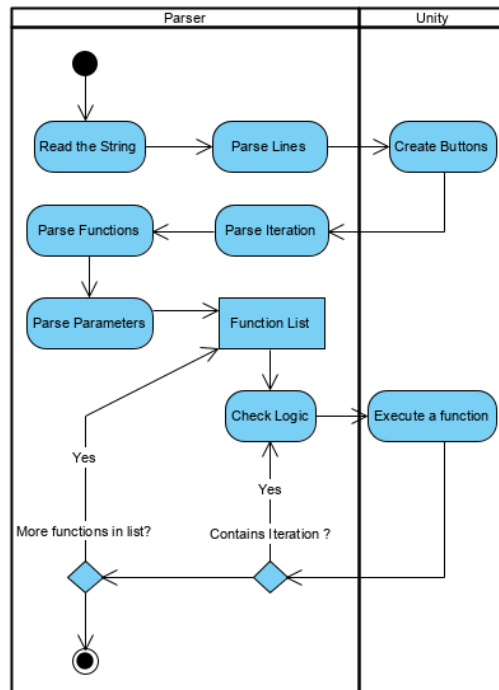 Parser
Unity
Read the String
Parse Lines
Create Buttons
Parse Functions
Parse Iteration
Parse Parameters
Function List
Check Logic
Execute a function
Yes
Yes
More functions in list?
Contains Iteration ?